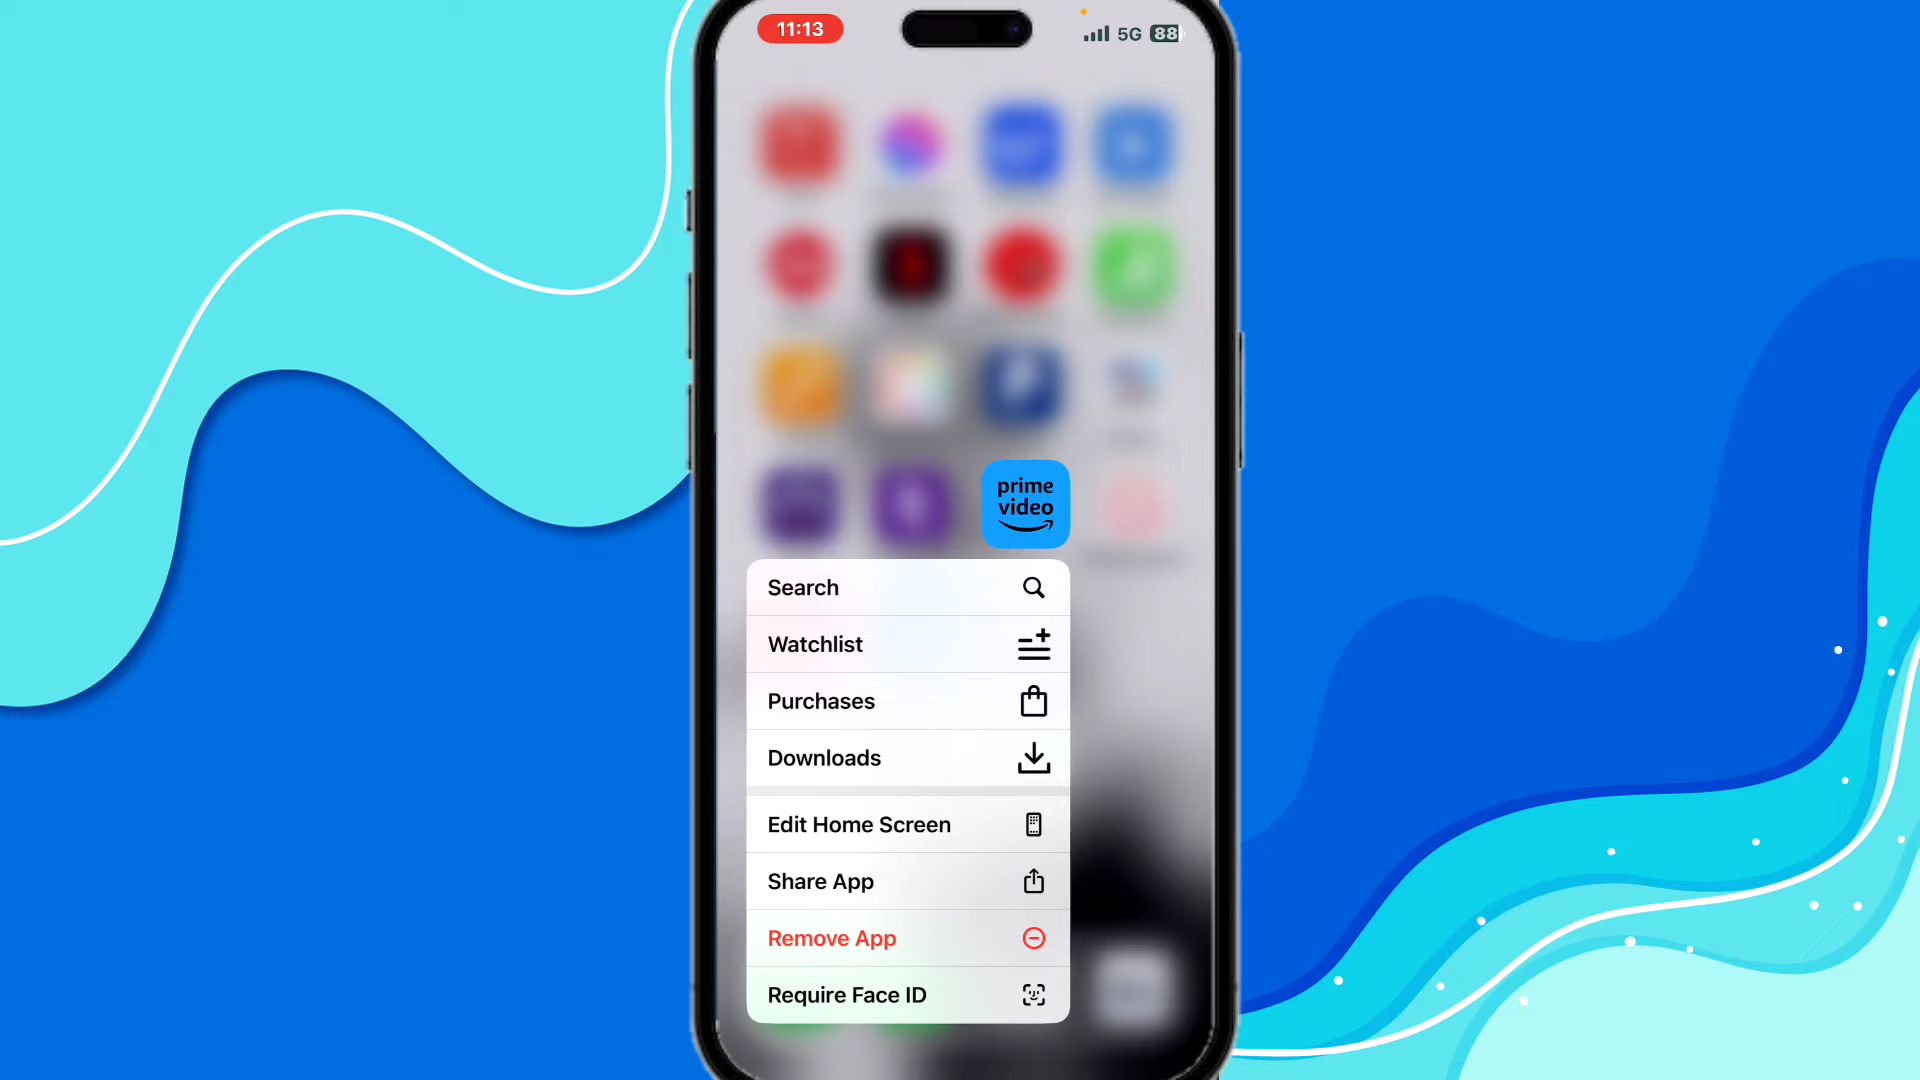 11:13
5G 88
prime
video
Search
Watchlist
Purchases
Downloads
Edit Home Screen
Share App
Remove App
Require Face ID